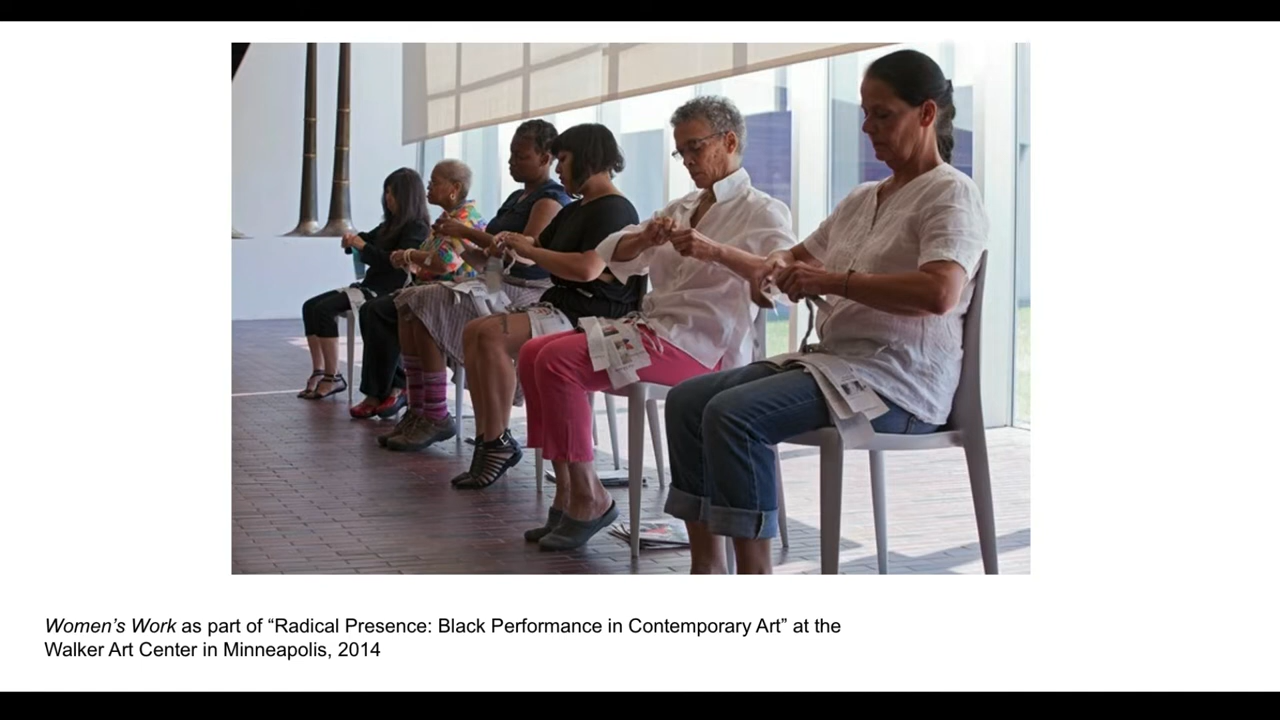 Women's Work as part of “Radical Presence: Black Performance in Contemporary Art” at the
Walker Art Center in Minneapolis, 2014